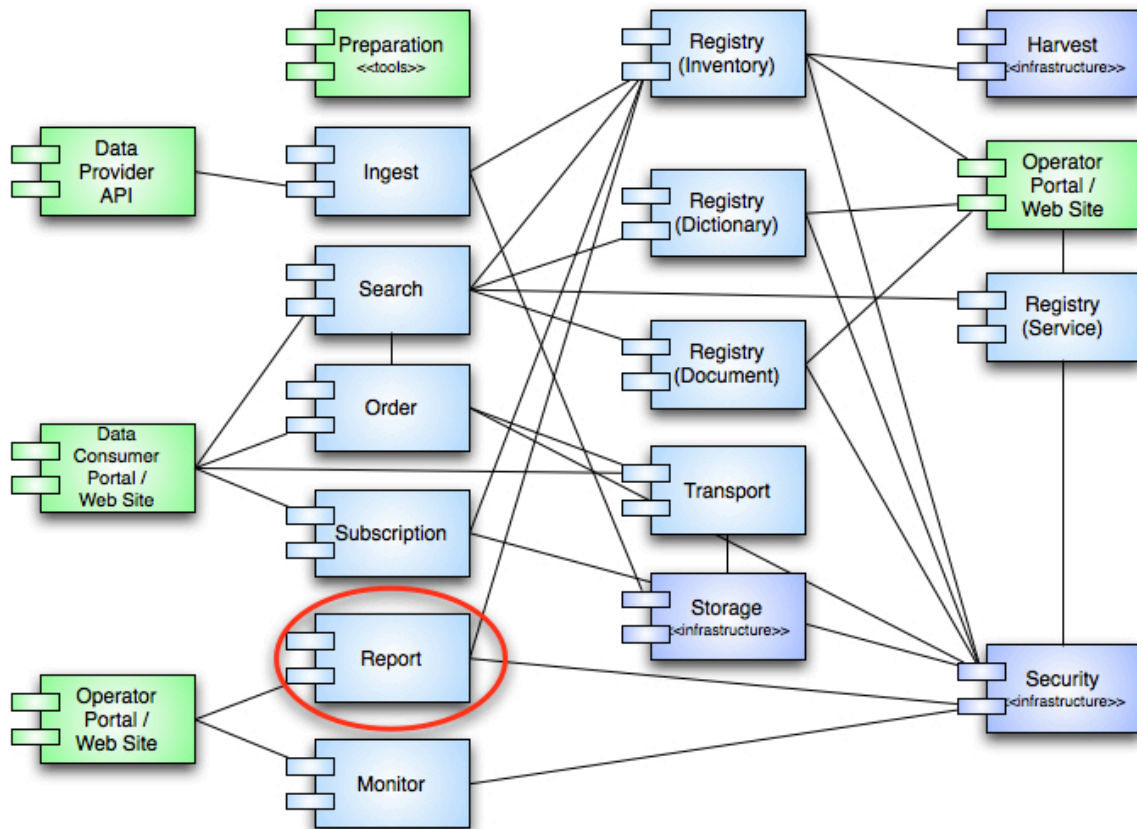 Preparation
<<tools>>
Registry
(Inventory)
Harvest
<<infrastructure>>
Data
Provider
API
Ingest
Registry
(Dictionary)
Operator
Portal /
Web Site
Search
Registry
(Service)
Registry
(Document)
Order
Data
Consumer
Portal /
Web Site
Transport
Subscription
Storage
<<infrastructure>>
Report
Security
<<infrastructure>>
Operator
Portal /
Web Site
Monitor